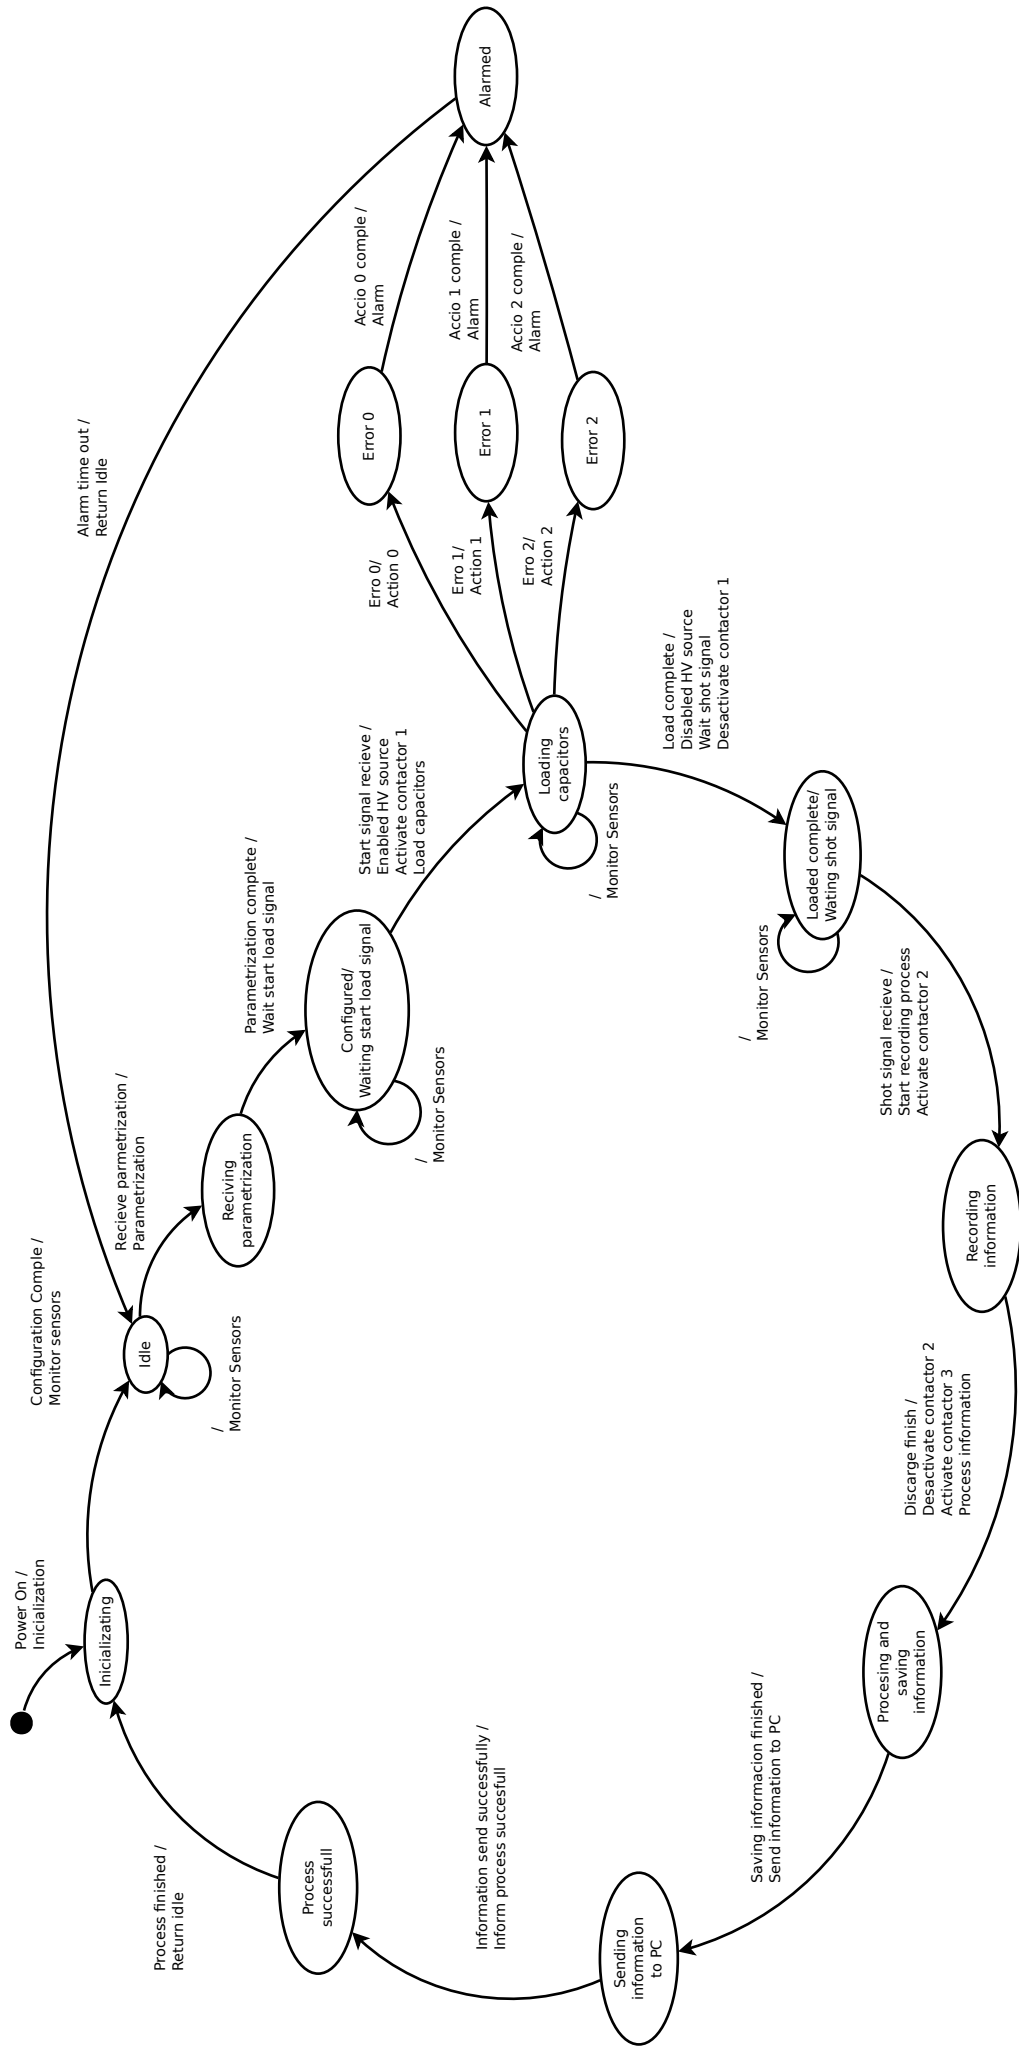 Power On /
Inicialization
Inicializating
Configuration Comple /
Monitor sensors
Idle
/
Monitor Sensors
Alarm time out /
Return Idle
Recieve parmetrization /
Parametrization
Reciving
parametrization
Parametrization complete /
Wait start load signal
Configured/
Waiting start load signal
/
Monitor Sensors
Start signal recieve /
Enabled HV source
Activate contactor 1
Load capacitors
Loading
capacitors
/
Monitor Sensors
Erro 0/
Action 0
Erro 1/
Action 1
Erro 2/
Action 2
Error 0
Error 1
Error 2
Accio 0 comple /
Alarm
Accio 1 comple /
Alarm
Accio 2 comple /
Alarm
Alarmed
Load complete /
Disabled HV source
Wait shot signal
Desactivate contactor 1
Loaded complete/
Wating shot signal
/
Monitor Sensors
Shot signal recieve /
Start recording process
Activate contactor 2
Recording
information
Discarge finish /
Desactivate contactor 2
Activate contactor 3
Process information
Procesing and
saving
information
Saving informacion finished /
Send information to PC
Sending
information
to PC
Information send successfully /
Inform process succesfull
Process
successfull
Process finished /
Return idle